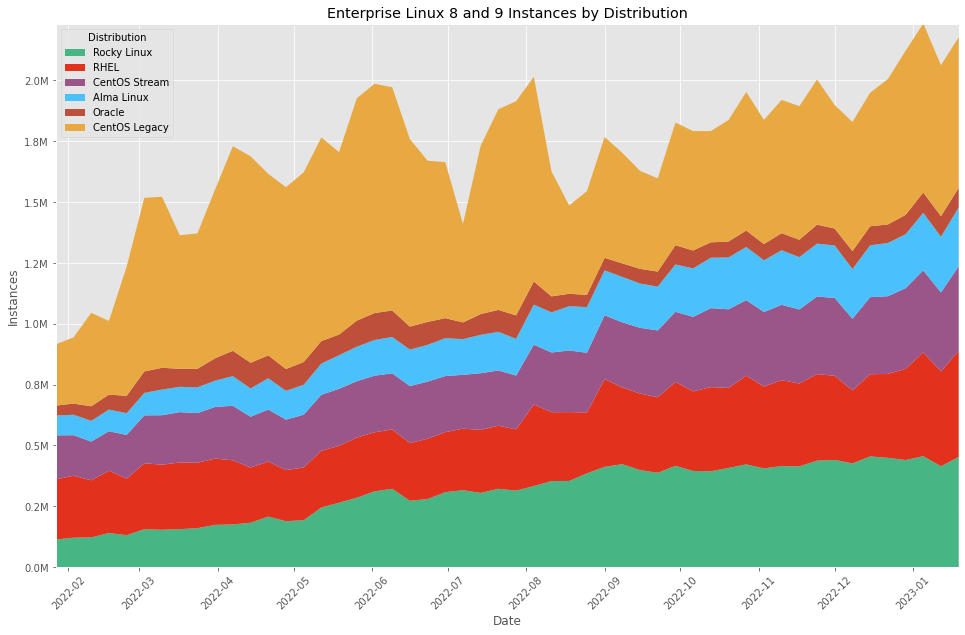 Enterprise Linux 8 and 9 Instances by Distribution
Distribution
Rocky Linux
RHEL
CentOS Stream
Alma Linux
Oracle
CentOS Legacy
2.0M
1.8M
1.5M
1.2M
1.0M
0.8M
0.5M
0.2M
0.0M
Instances
2022-02
2022-03
2022-04
2022-05
2022-06
2022-07
2022-08
2022-09
2022-10
2022-11
2022-12
2023-01
Date